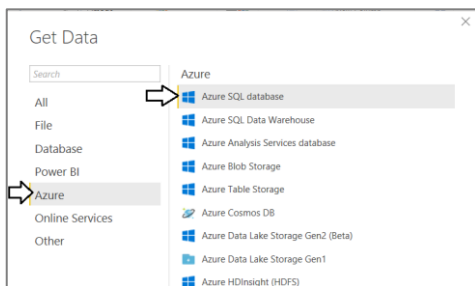 Get Data
Search
All
File
Database
Power BI
Azure
Online Services
Other
Azure
Azure SQL database
Azure SQL Data Warehouse
Azure Analysis Services database
Azure Blob Storage
Azure Table Storage
Azure Cosmos DB
Azure Data Lake Storage Gen2 (Beta)
Azure Data Lake Storage Gen1
Azure HDInsight (HDFS)